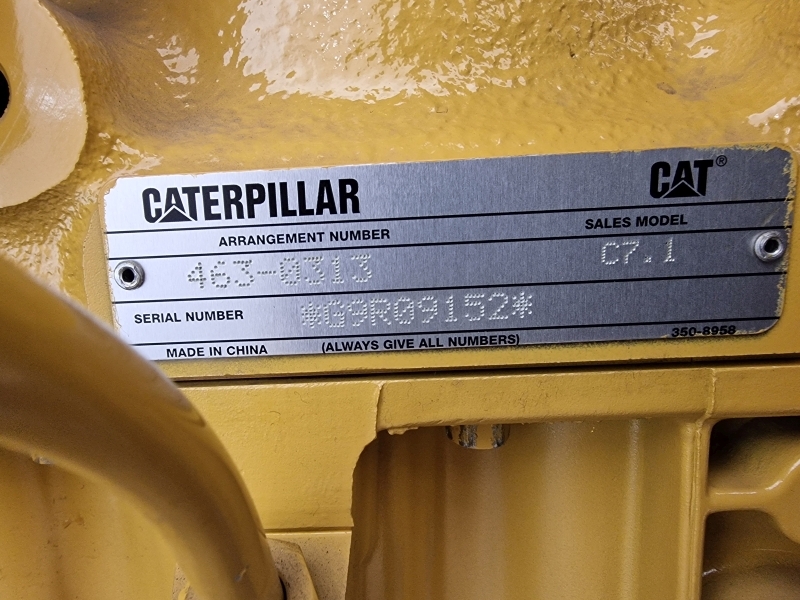 CATERPILLAR CAT®
ARRANGEMENT NUMBER SALES MODEL
463-0313 C7.1
SERIAL NUMBER *G9R09152*
MADE IN CHINA (ALWAYS GIVE ALL NUMBERS) 350-8958